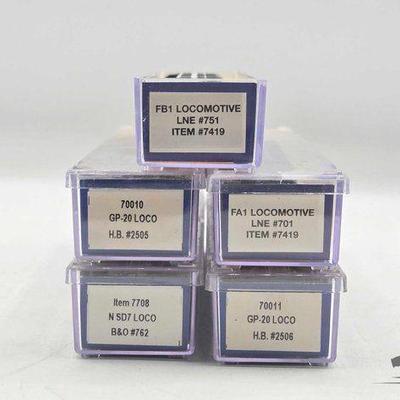 FB1 LOCOMOTIVE
LNE #751
ITEM #7419
70010
GP-20 LOCO
H.B. #2505
FA1 LOCOMOTIVE
LNE #701
ITEM #7419
Item 7708
N SD7 LOCO
B&O #762
70011
GP-20 LOCO
H.B. #2506